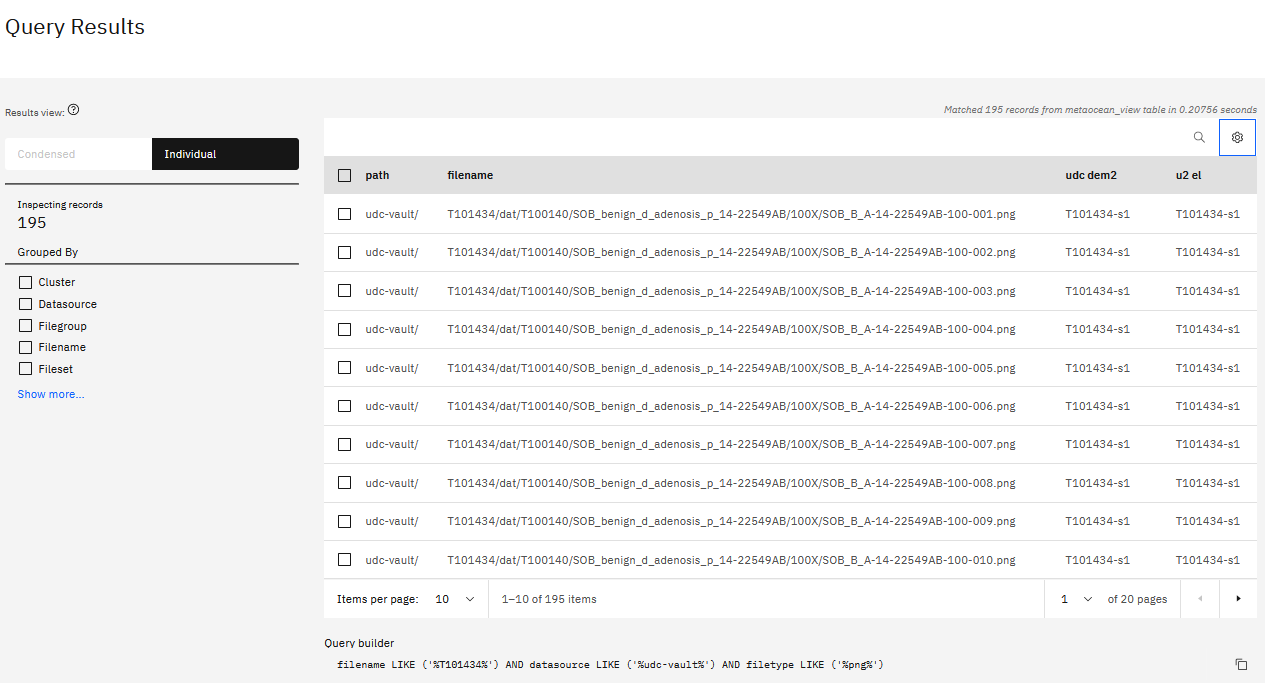 Query Results
Results view:
Matched 195 records from metaocean_view table in 0.20756 seconds
Condensed Individual
Inspecting records
195
Grouped By
Cluster
Datasource
Filegroup
Filename
Fileset
Show more...
path filename udc dem2 u2 el
udc-vault/ T101434/dat/T100140/SOB_benign_d_adenosis_p_14-22549AB/100X/SOB_B_A-14-22549AB-100-001.png T101434-s1 T101434-s1
udc-vault/ T101434/dat/T100140/SOB_benign_d_adenosis_p_14-22549AB/100X/SOB_B_A-14-22549AB-100-002.png T101434-s1 T101434-s1
udc-vault/ T101434/dat/T100140/SOB_benign_d_adenosis_p_14-22549AB/100X/SOB_B_A-14-22549AB-100-003.png T101434-s1 T101434-s1
udc-vault/ T101434/dat/T100140/SOB_benign_d_adenosis_p_14-22549AB/100X/SOB_B_A-14-22549AB-100-004.png T101434-s1 T101434-s1
udc-vault/ T101434/dat/T100140/SOB_benign_d_adenosis_p_14-22549AB/100X/SOB_B_A-14-22549AB-100-005.png T101434-s1 T101434-s1
udc-vault/ T101434/dat/T100140/SOB_benign_d_adenosis_p_14-22549AB/100X/SOB_B_A-14-22549AB-100-006.png T101434-s1 T101434-s1
udc-vault/ T101434/dat/T100140/SOB_benign_d_adenosis_p_14-22549AB/100X/SOB_B_A-14-22549AB-100-007.png T101434-s1 T101434-s1
udc-vault/ T101434/dat/T100140/SOB_benign_d_adenosis_p_14-22549AB/100X/SOB_B_A-14-22549AB-100-008.png T101434-s1 T101434-s1
udc-vault/ T101434/dat/T100140/SOB_benign_d_adenosis_p_14-22549AB/100X/SOB_B_A-14-22549AB-100-009.png T101434-s1 T101434-s1
udc-vault/ T101434/dat/T100140/SOB_benign_d_adenosis_p_14-22549AB/100X/SOB_B_A-14-22549AB-100-010.png T101434-s1 T101434-s1
Items per page: 10 1–10 of 195 items 1 of 20 pages
Query builder
filename LIKE ('%T101434%') AND datasource LIKE ('%udc-vault%') AND filetype LIKE ('%png%')